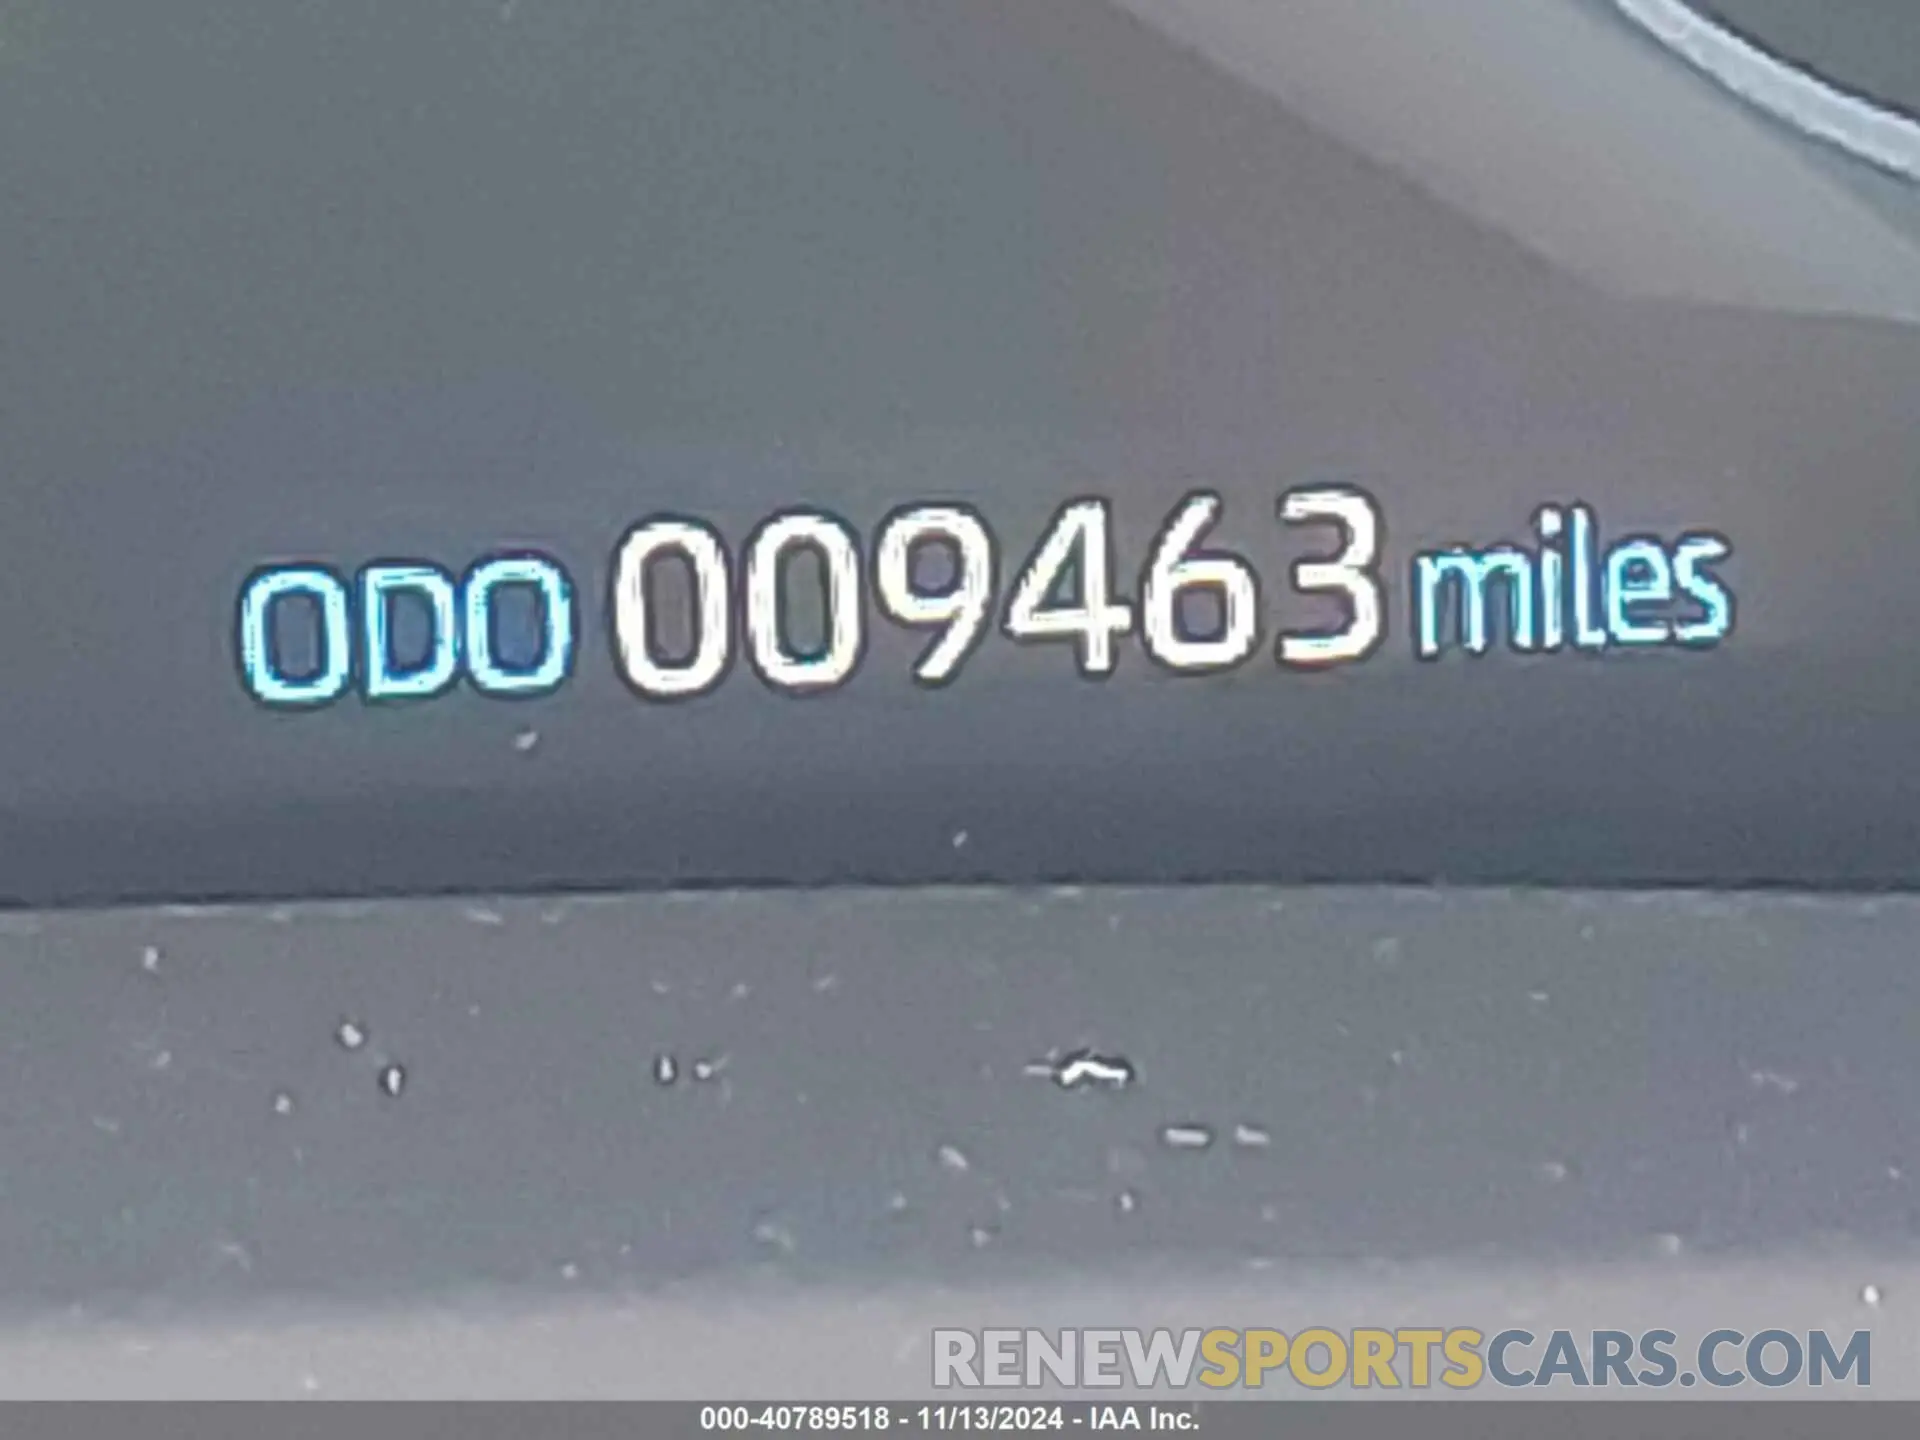 ODO 009463 miles
RENEWSPORTSCARS.COM
000-40789518 - 11/13/2024 - IAA Inc.